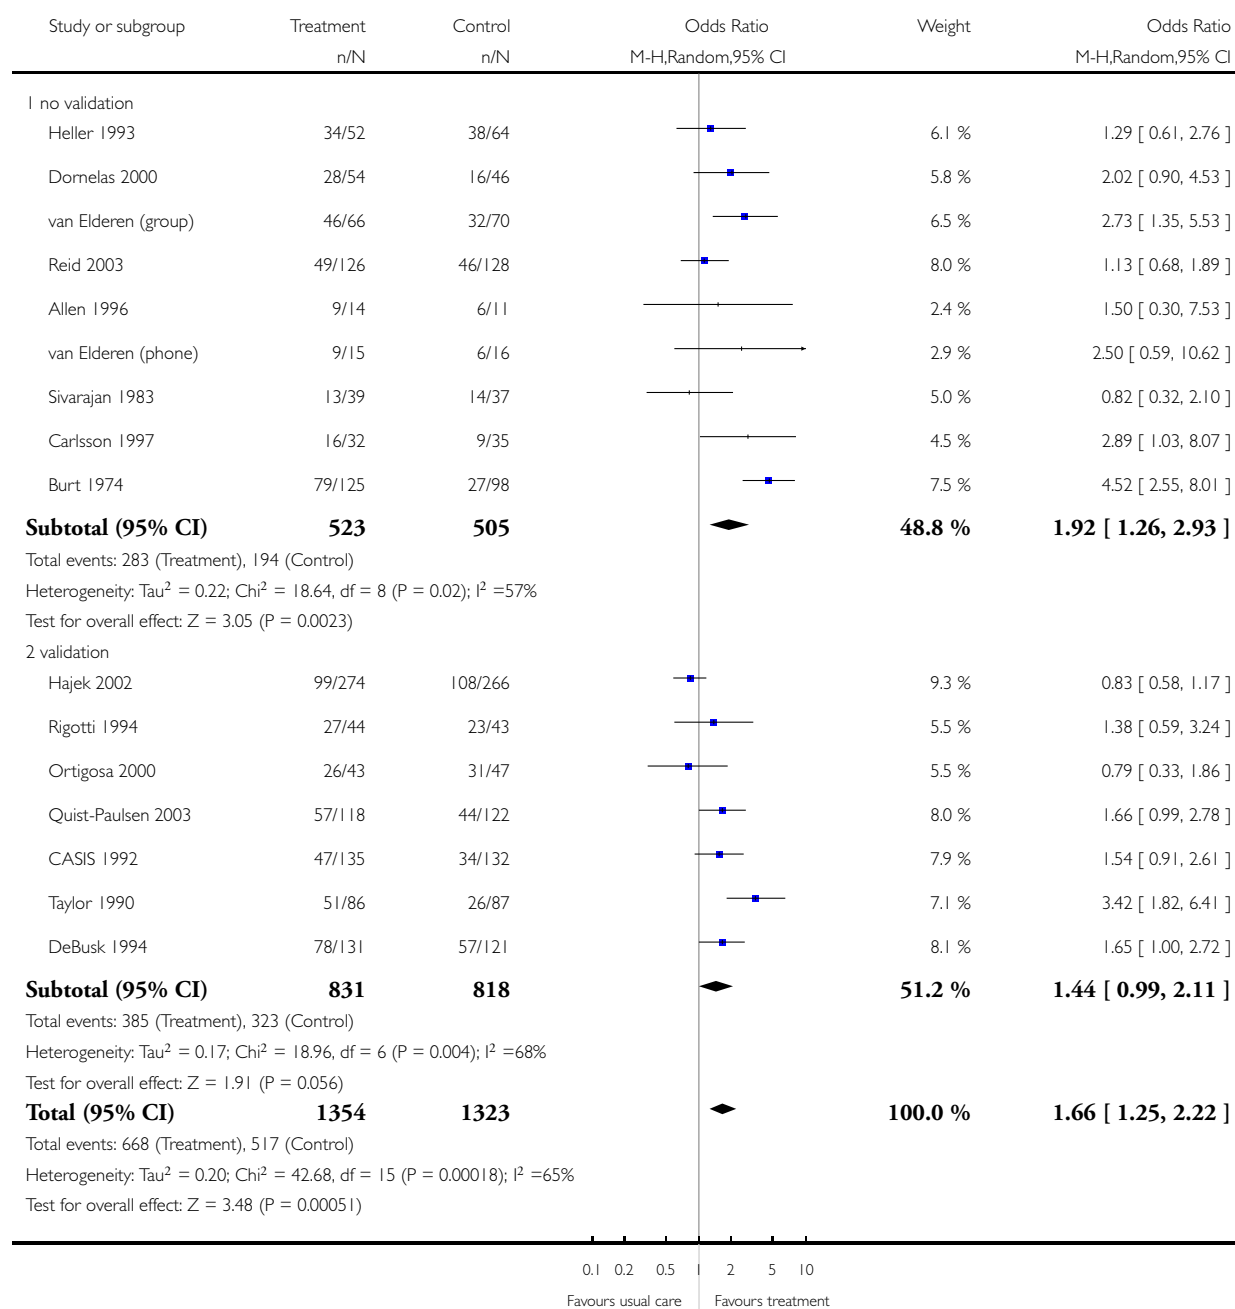 Study or subgroup Treatment Control Odds Ratio Weight Odds Ratio
n/N n/N M-H,Random,95% CI M-H,Random,95% CI
1 no validation
Heller 1993 34/52 38/64 6.1 % 1.29 [ 0.61, 2.76 ]
Dornelas 2000 28/54 16/46 5.8 % 2.02 [ 0.90, 4.53 ]
van Elderen (group) 46/66 32/70 6.5 % 2.73 [ 1.35, 5.53 ]
Reid 2003 49/126 46/128 8.0 % 1.13 [ 0.68, 1.89 ]
Allen 1996 9/14 6/11 2.4 % 1.50 [ 0.30, 7.53 ]
van Elderen (phone) 9/15 6/16 2.9 % 2.50 [ 0.59, 10.62 ]
Sivarajan 1983 13/39 14/37 5.0 % 0.82 [ 0.32, 2.10 ]
Carlsson 1997 16/32 9/35 4.5 % 2.89 [ 1.03, 8.07 ]
Burt 1974 79/125 27/98 7.5 % 4.52 [ 2.55, 8.01 ]
Subtotal (95% CI) 523 505 48.8 % 1.92 [ 1.26, 2.93 ]
Total events: 283 (Treatment), 194 (Control)
Heterogeneity: Tau² = 0.22; Chi² = 18.64, df = 8 (P = 0.02); I² =57%
Test for overall effect: Z = 3.05 (P = 0.0023)
2 validation
Hajek 2002 99/274 108/266 9.3 % 0.83 [ 0.58, 1.17 ]
Rigotti 1994 27/44 23/43 5.5 % 1.38 [ 0.59, 3.24 ]
Ortigosa 2000 26/43 31/47 5.5 % 0.79 [ 0.33, 1.86 ]
Quist-Paulsen 2003 57/118 44/122 8.0 % 1.66 [ 0.99, 2.78 ]
CASIS 1992 47/135 34/132 7.9 % 1.54 [ 0.91, 2.61 ]
Taylor 1990 51/86 26/87 7.1 % 3.42 [ 1.82, 6.41 ]
DeBusk 1994 78/131 57/121 8.1 % 1.65 [ 1.00, 2.72 ]
Subtotal (95% CI) 831 818 51.2 % 1.44 [ 0.99, 2.11 ]
Total events: 385 (Treatment), 323 (Control)
Heterogeneity: Tau² = 0.17; Chi² = 18.96, df = 6 (P = 0.004); I² =68%
Test for overall effect: Z = 1.91 (P = 0.056)
Total (95% CI) 1354 1323 100.0 % 1.66 [ 1.25, 2.22 ]
Total events: 668 (Treatment), 517 (Control)
Heterogeneity: Tau² = 0.20; Chi² = 42.68, df = 15 (P = 0.00018); I² =65%
Test for overall effect: Z = 3.48 (P = 0.00051)
0.1 0.2 0.5 1 2 5 10
Favours usual care Favours treatment